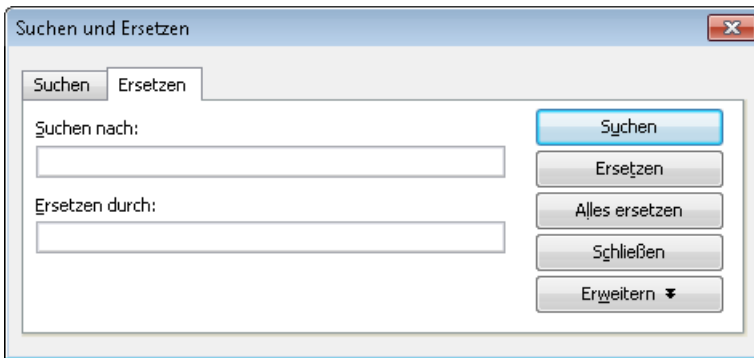 Suchen und Ersetzen
Suchen
Ersetzen
Suchen nach:
Ersetzen durch:
Suchen
Ersetzen
Alles ersetzen
Schließen
Erweitern